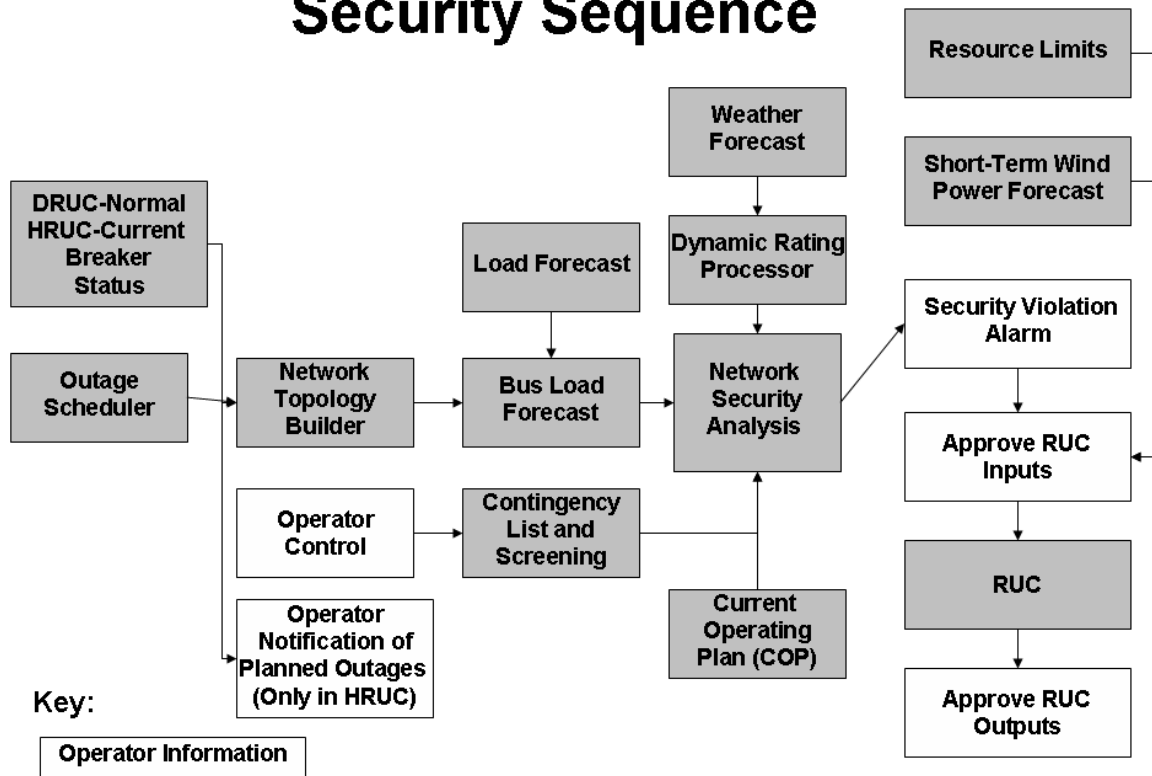 Security Sequence
Resource Limits
Weather
Forecast
Short-Term Wind
Power Forecast
DRUC-Normal
HRUC-Current
Breaker
Status
Load Forecast
Dynamic Rating
Processor
Security Violation
Alarm
Outage
Scheduler
Network
Topology
Builder
Bus Load
Forecast
Network
Security
Analysis
Approve RUC
Inputs
Operator
Control
Contingency
List and
Screening
RUC
Operator
Notification of
Planned Outages
(Only in HRUC)
Current
Operating
Plan (COP)
Approve RUC
Outputs
Key:
Operator Information